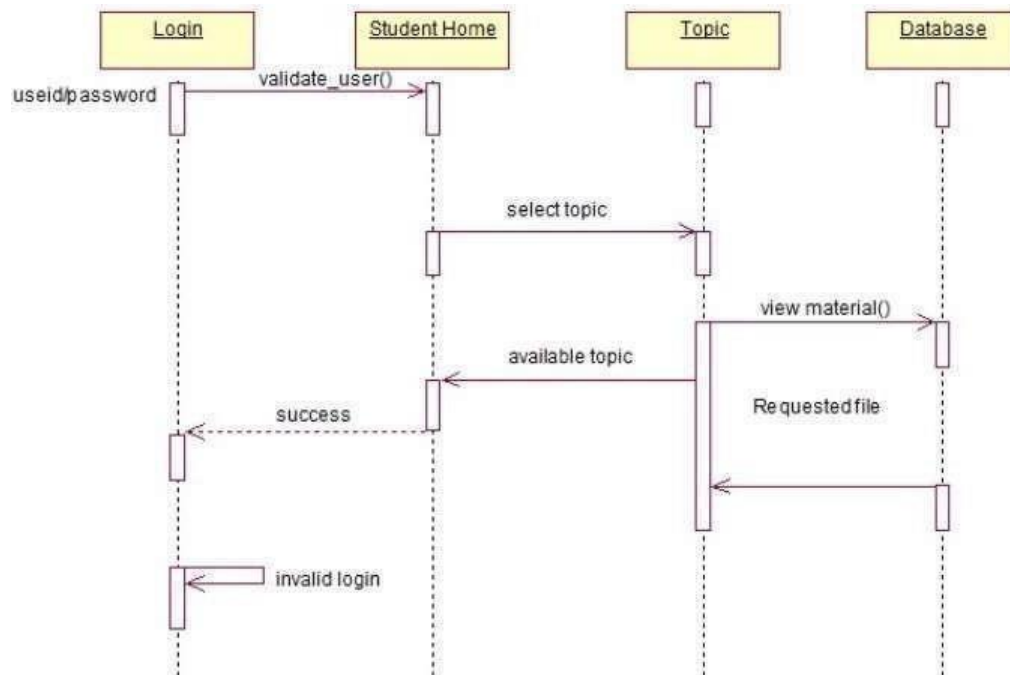 Login
Student Home
Topic
Database
validate_user()
useid/password
select topic
view material()
available topic
Requested file
success
invalid login